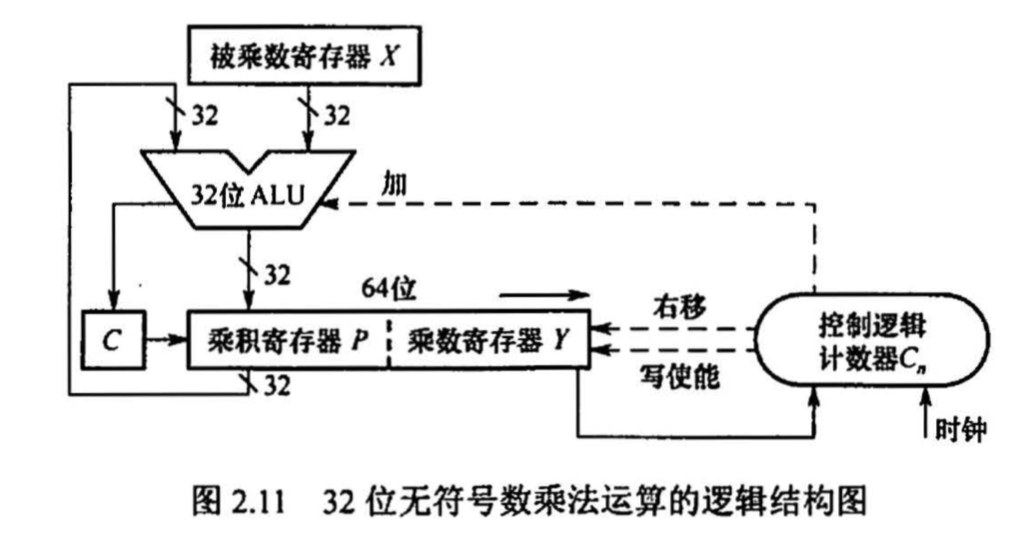 被乘数寄存器 X
32
32
32位 ALU
加
32
64位
C
乘积寄存器 P
乘数寄存器 Y
右移
写使能
控制逻辑
计数器Cn
32
时钟
图 2.11 32 位无符号数乘法运算的逻辑结构图